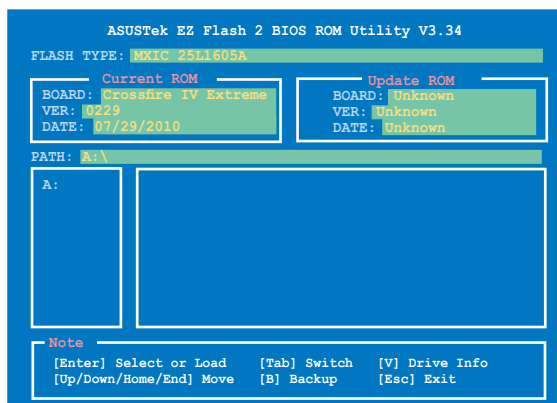 ASUSTek EZ Flash 2 BIOS ROM Utility V3.34
FLASH TYPE: MXIC 25L1605A
Current ROM
BOARD: Crossfire IV Extreme
VER: 0229
DATE: 07/29/2010
Update ROM
BOARD: Unknown
VER: Unknown
DATE: Unknown
PATH: A:\
A:
Note
[Enter] Select or Load [Tab] Switch [V] Drive Info
[Up/Down/Home/End] Move [B] Backup [Esc] Exit